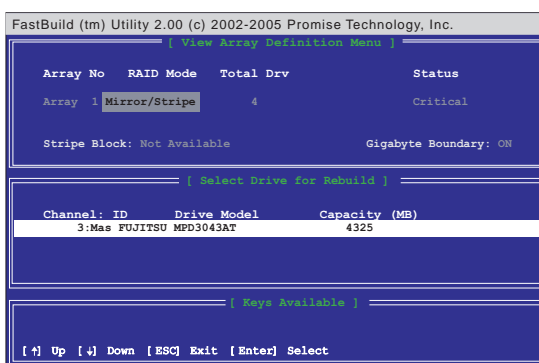 FastBuild (tm) Utility 2.00 (c) 2002-2005 Promise Technology, Inc.
[ View Array Definition Menu ]
Array No RAID Mode Total Drv Status
Array 1 Mirror/Stripe 4 Critical
Stripe Block: Not Available Gigabyte Boundary: ON
[ Select Drive for Rebuild ]
Channel: ID Drive Model Capacity (MB)
3:Mas FUJITSU MPD3043AT 4325
[ Keys Available ]
[↑] Up [↓] Down [ESC] Exit [Enter] Select